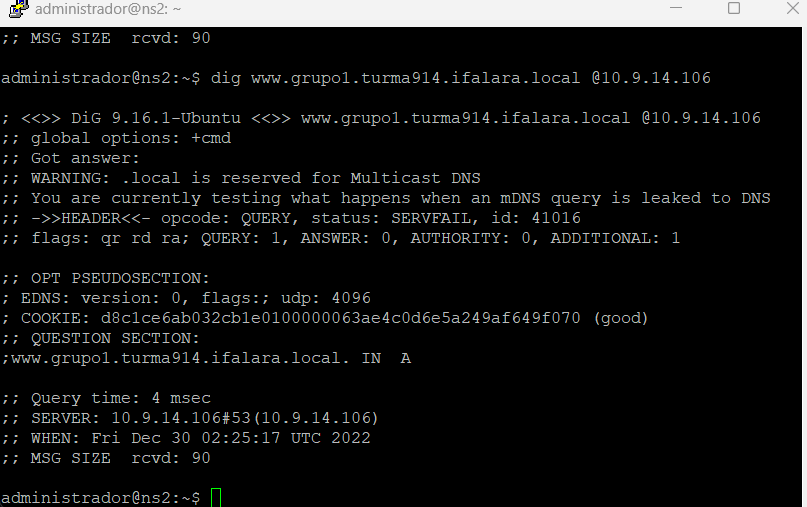 administrador@ns2: ~
;; MSG SIZE  rcvd: 90
administrador@ns2:~$ dig www.grupo1.turma914.ifalara.local @10.9.14.106
; <<>> DiG 9.16.1-Ubuntu <<>> www.grupo1.turma914.ifalara.local @10.9.14.106
;; global options: +cmd
;; Got answer:
;; WARNING: .local is reserved for Multicast DNS
;; You are currently testing what happens when an mDNS query is leaked to DNS
;; ->>HEADER<<- opcode: QUERY, status: SERVFAIL, id: 41016
;; flags: qr rd ra; QUERY: 1, ANSWER: 0, AUTHORITY: 0, ADDITIONAL: 1
;; OPT PSEUDOSECTION:
; EDNS: version: 0, flags:; udp: 4096
; COOKIE: d8c1ce6ab032cb1e0100000063ae4c0d6e5a249af649f070 (good)
;; QUESTION SECTION:
;www.grupo1.turma914.ifalara.local. IN  A
;; Query time: 4 msec
;; SERVER: 10.9.14.106#53(10.9.14.106)
;; WHEN: Fri Dec 30 02:25:17 UTC 2022
;; MSG SIZE  rcvd: 90
administrador@ns2:~$